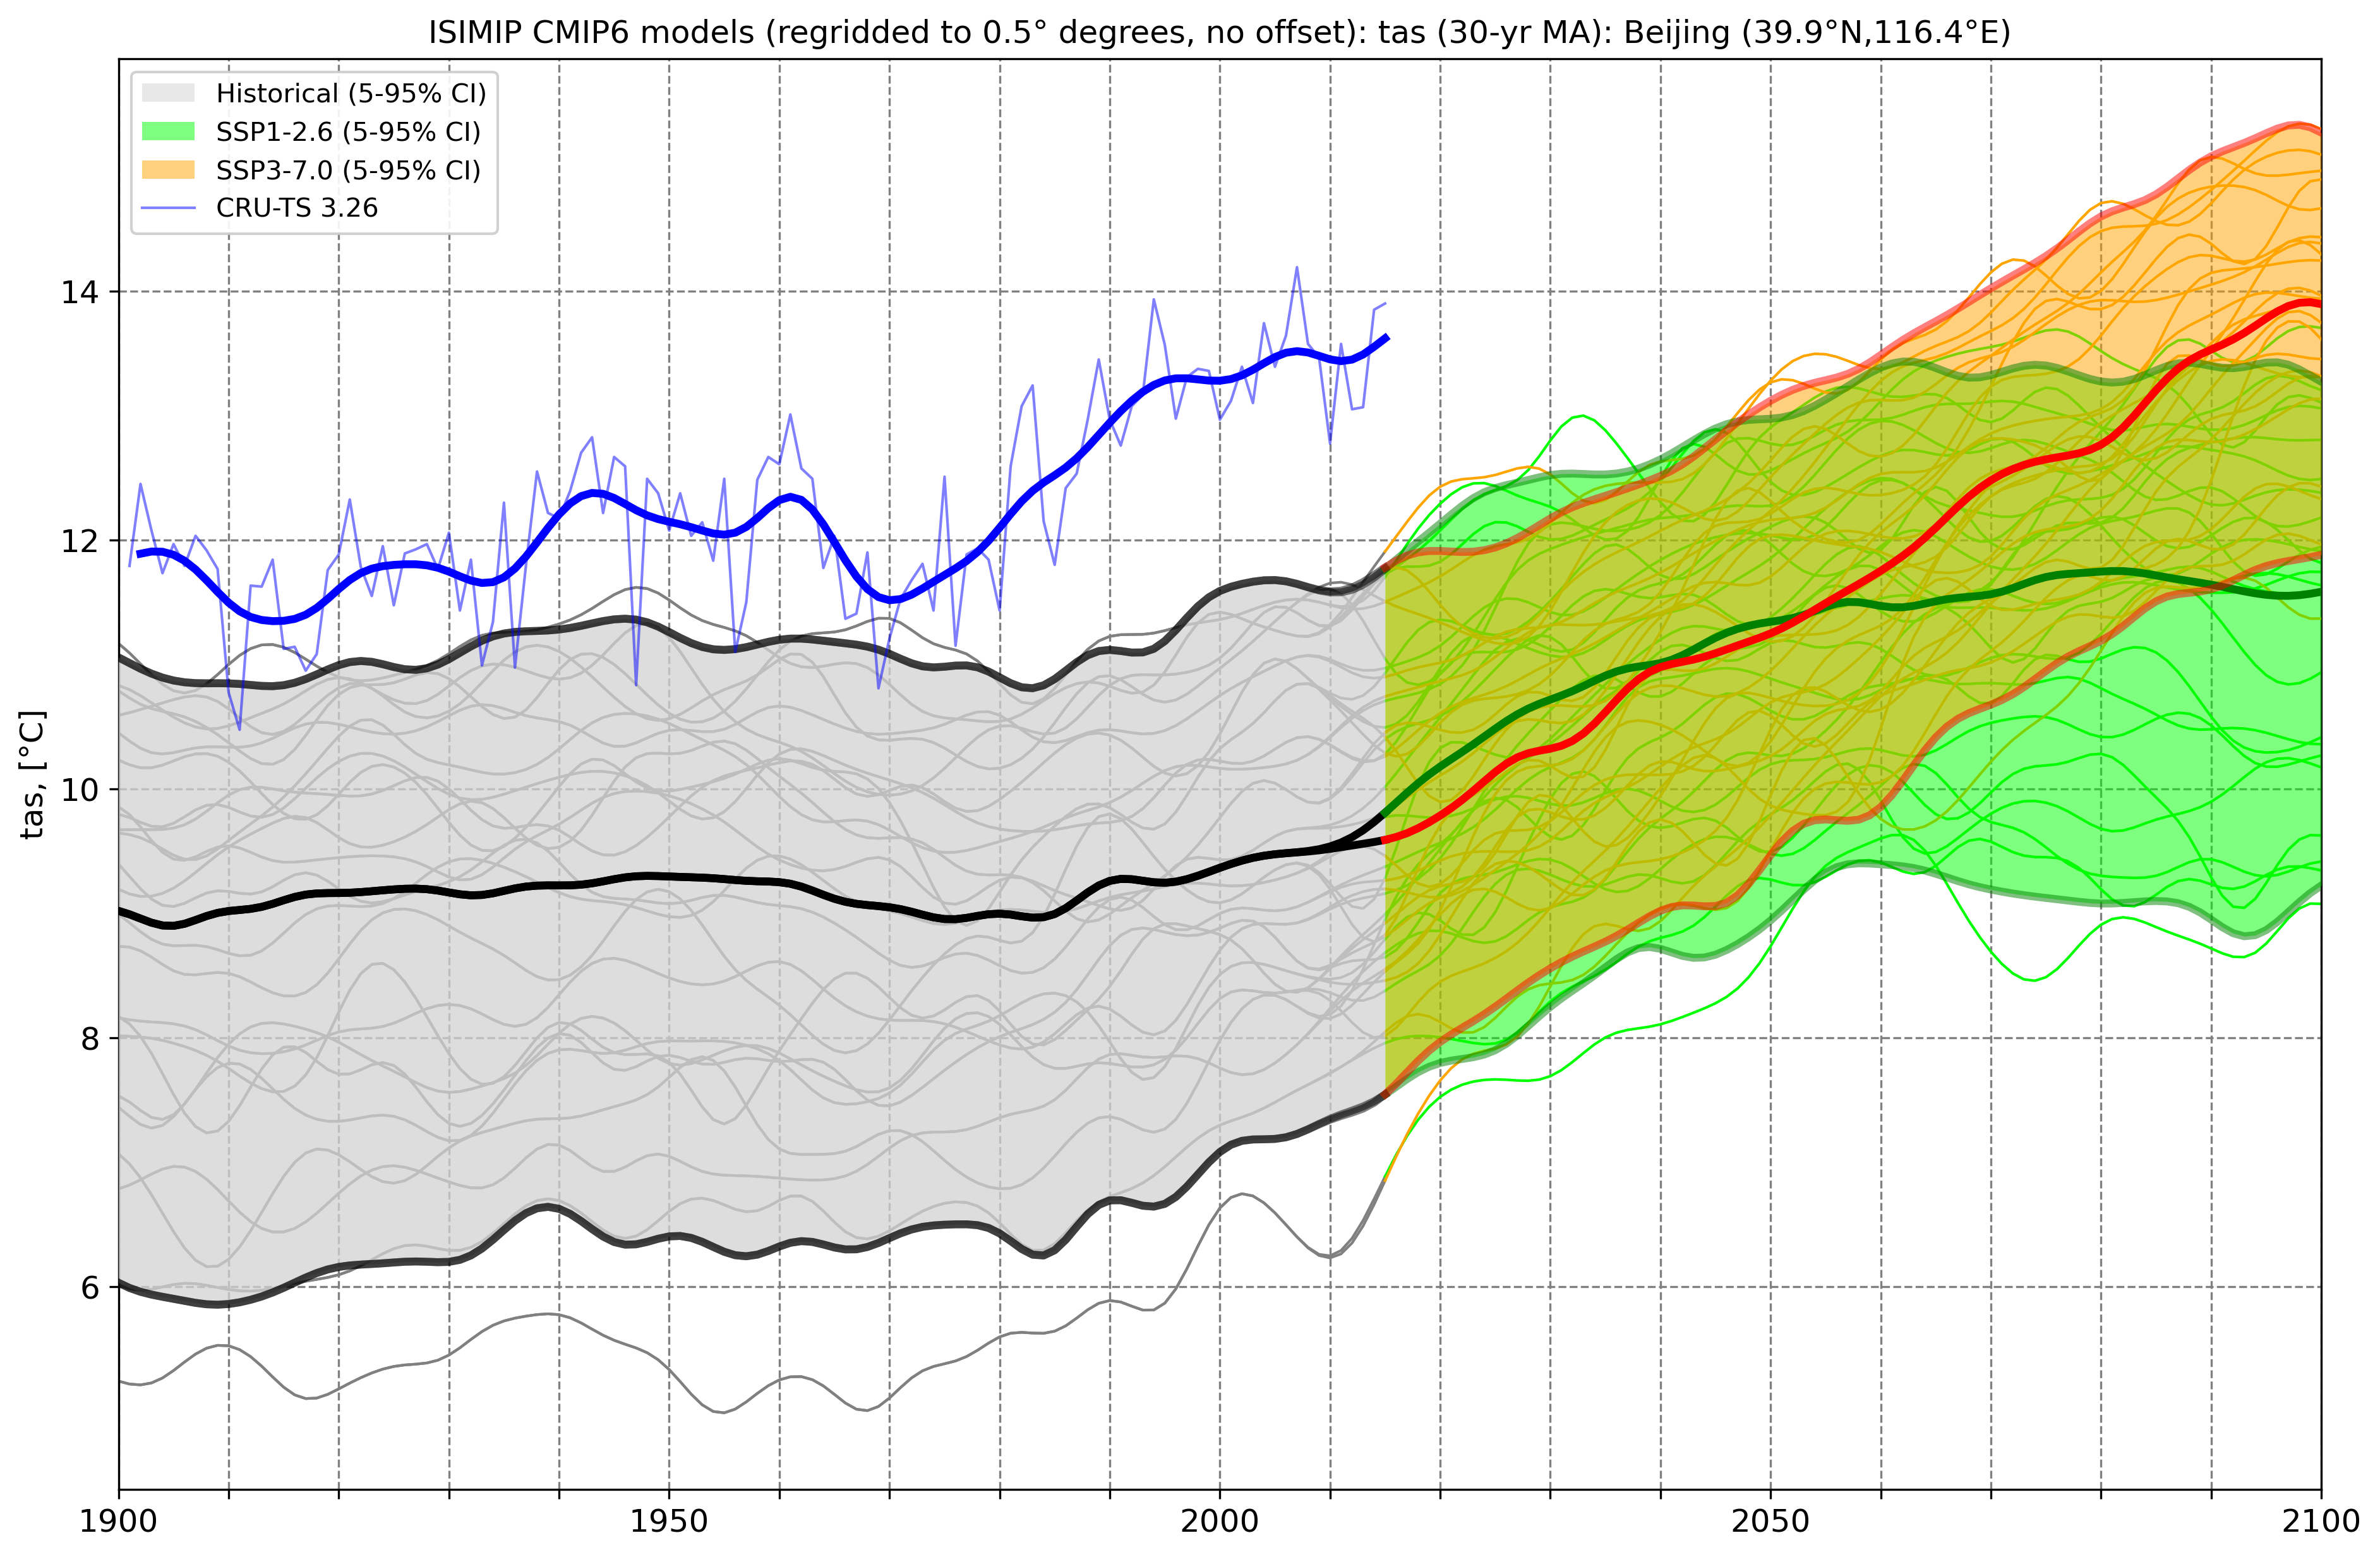 ISIMIP CMIP6 models (regridded to 0.5° degrees, no offset): tas (30-yr MA): Beijing (39.9°N,116.4°E)
Historical (5-95% CI)
SSP1-2.6 (5-95% CI)
SSP3-7.0 (5-95% CI)
CRU-TS 3.26
tas, [°C]
14
12
10
8
6
1900
1950
2000
2050
2100